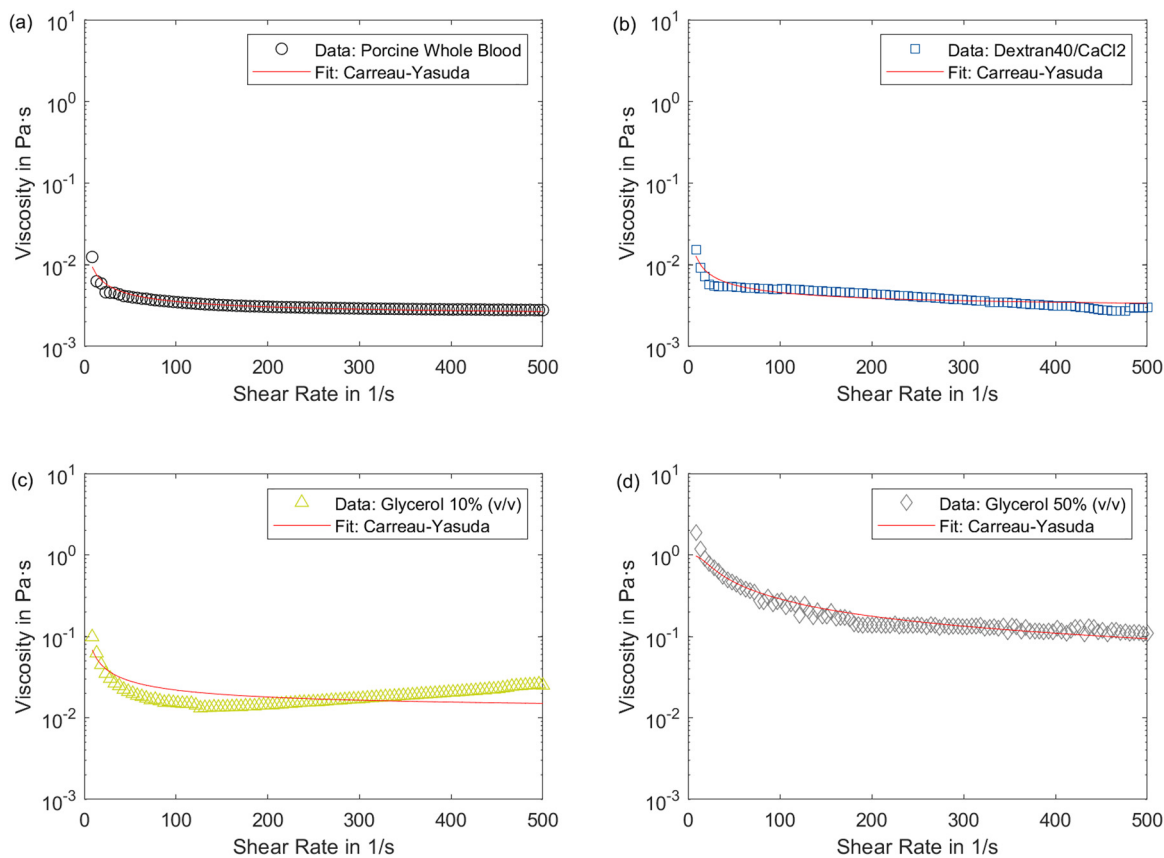 (a)
Data: Porcine Whole Blood
Fit: Carreau-Yasuda
10^1
10^0
10^-1
10^-2
10^-3
Viscosity in Pa·s
0 100 200 300 400 500
Shear Rate in 1/s
(b)
Data: Dextran40/CaCl2
Fit: Carreau-Yasuda
10^1
10^0
10^-1
10^-2
10^-3
Viscosity in Pa·s
0 100 200 300 400 500
Shear Rate in 1/s
(c)
Data: Glycerol 10% (v/v)
Fit: Carreau-Yasuda
10^1
10^0
10^-1
10^-2
10^-3
Viscosity in Pa·s
0 100 200 300 400 500
Shear Rate in 1/s
(d)
Data: Glycerol 50% (v/v)
Fit: Carreau-Yasuda
10^1
10^0
10^-1
10^-2
10^-3
Viscosity in Pa·s
0 100 200 300 400 500
Shear Rate in 1/s